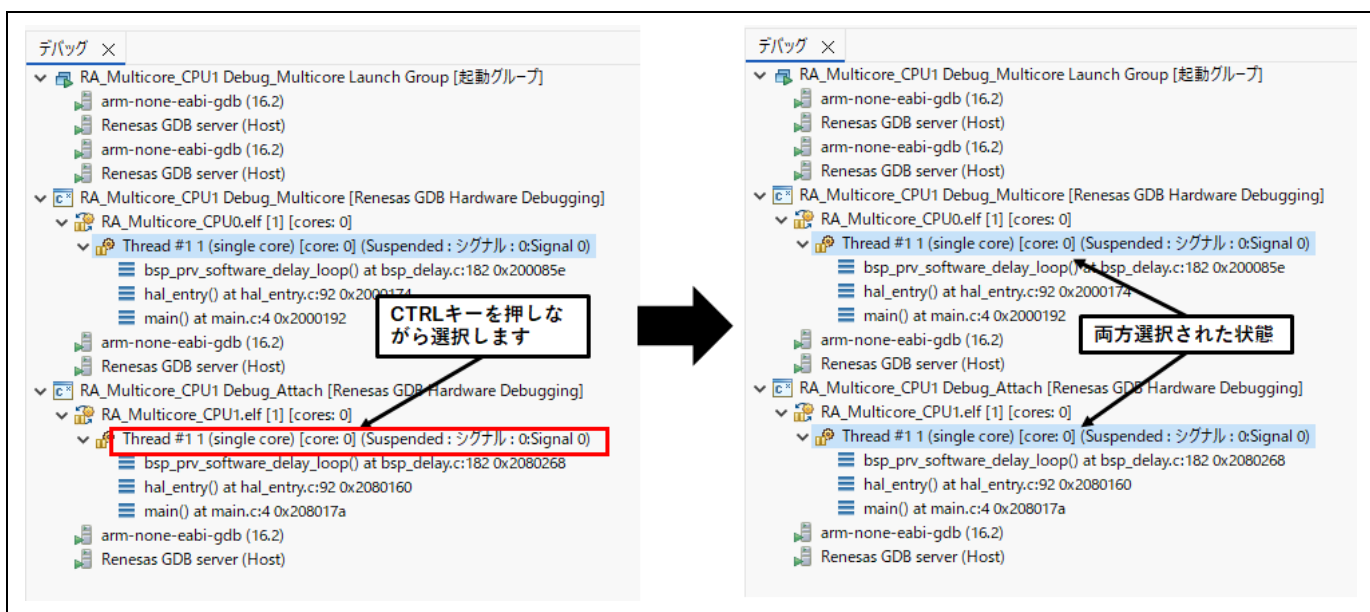 デバッグ
RA_Multicore_CPU1 Debug_Multicore Launch Group [起動グループ]
arm-none-eabi-gdb (16.2)
Renesas GDB server (Host)
arm-none-eabi-gdb (16.2)
Renesas GDB server (Host)
RA_Multicore_CPU1 Debug_Multicore [Renesas GDB Hardware Debugging]
RA_Multicore_CPU0.elf [1] [cores: 0]
Thread #1 1 (single core) [core: 0] (Suspended : シグナル : 0:Signal 0)
bsp_prv_software_delay_loop() at bsp_delay.c:182 0x200085e
hal_entry() at hal_entry.c:92 0x2000174
main() at main.c:4 0x2000192
CTRLキーを押しな
がら選択します
arm-none-eabi-gdb (16.2)
Renesas GDB server (Host)
RA_Multicore_CPU1 Debug_Attach [Renesas GDB Hardware Debugging]
RA_Multicore_CPU1.elf [1] [cores: 0]
Thread #1 1 (single core) [core: 0] (Suspended : シグナル : 0:Signal 0)
bsp_prv_software_delay_loop() at bsp_delay.c:182 0x2080268
hal_entry() at hal_entry.c:92 0x2080160
main() at main.c:4 0x208017a
arm-none-eabi-gdb (16.2)
Renesas GDB server (Host)
デバッグ
RA_Multicore_CPU1 Debug_Multicore Launch Group [起動グループ]
arm-none-eabi-gdb (16.2)
Renesas GDB server (Host)
arm-none-eabi-gdb (16.2)
Renesas GDB server (Host)
RA_Multicore_CPU1 Debug_Multicore [Renesas GDB Hardware Debugging]
RA_Multicore_CPU0.elf [1] [cores: 0]
Thread #1 1 (single core) [core: 0] (Suspended : シグナル : 0:Signal 0)
bsp_prv_software_delay_loop() at bsp_delay.c:182 0x200085e
hal_entry() at hal_entry.c:92 0x2000174
main() at main.c:4 0x2000192
両方選択された状態
arm-none-eabi-gdb (16.2)
Renesas GDB server (Host)
RA_Multicore_CPU1 Debug_Attach [Renesas GDB Hardware Debugging]
RA_Multicore_CPU1.elf [1] [cores: 0]
Thread #1 1 (single core) [core: 0] (Suspended : シグナル : 0:Signal 0)
bsp_prv_software_delay_loop() at bsp_delay.c:182 0x2080268
hal_entry() at hal_entry.c:92 0x2080160
main() at main.c:4 0x208017a
arm-none-eabi-gdb (16.2)
Renesas GDB server (Host)